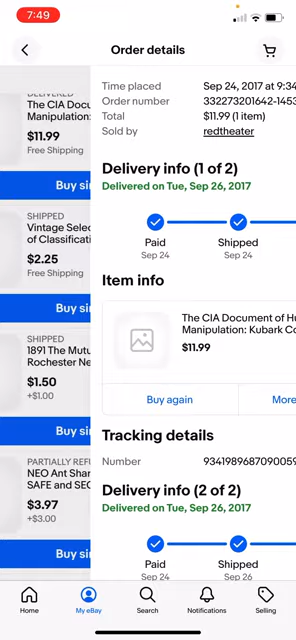 7:49
Order details
DELIVERED
The CIA Docu
Manipulation:
$11.99
Free Shipping
Buy si
SHIPPED
Vintage Selec
of Classificati
$2.25
Free Shipping
Buy si
SHIPPED
1891 The Mutu
Rochester Ne
$1.50
+$1.00
Buy si
PARTIALLY REFU
NEO Ant Shar
SAFE and SEC
$3.97
+$3.00
Buy si
Time placed Sep 24, 2017 at 9:34
Order number 332273201642-1453
Total $11.99 (1 item)
Sold by redtheater
Delivery info (1 of 2)
Delivered on Tue, Sep 26, 2017
Paid Shipped
Sep 24 Sep 24
Item info
The CIA Document of Hu
Manipulation: Kubark Co
$11.99
Buy again More
Tracking details
Number 9341989687090059
Delivery info (2 of 2)
Delivered on Tue, Sep 26, 2017
Paid Shipped
Sep 24 Sep 26
Home My eBay Search Notifications Selling